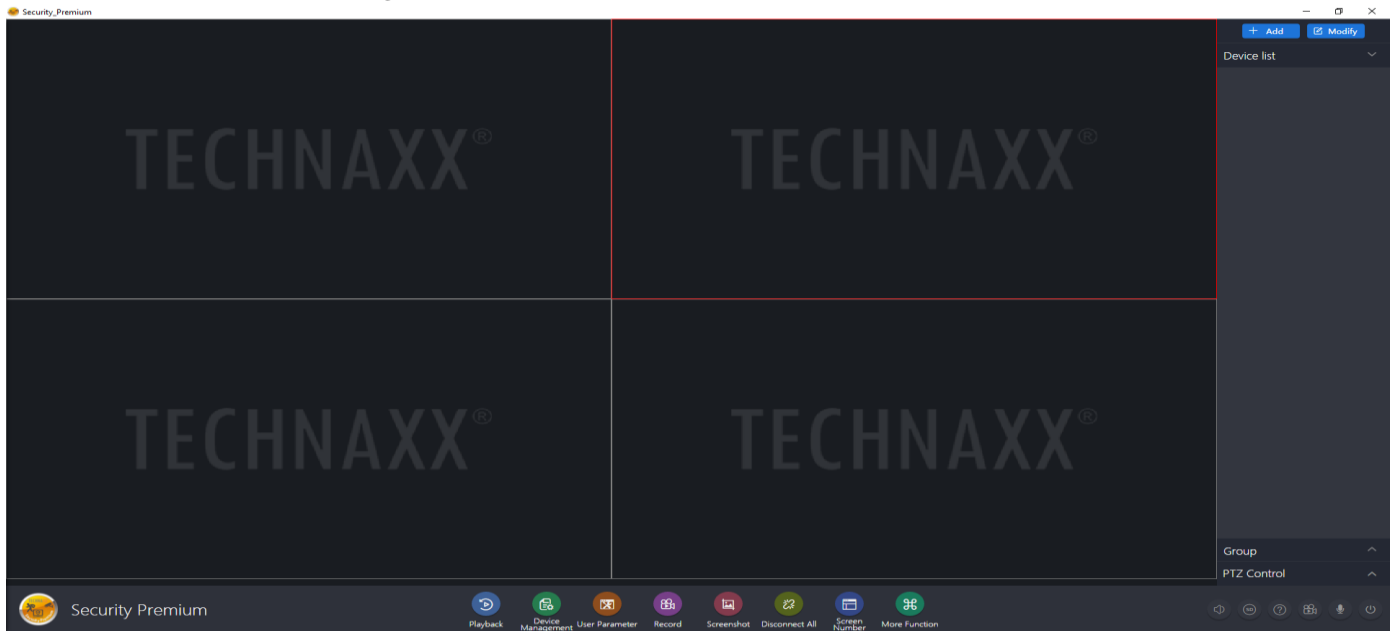 Security_Premium
+ Add
Modify
Device list
TECHNAXX®
TECHNAXX®
TECHNAXX®
TECHNAXX®
Group
PTZ Control
Security Premium
Playback
Device
Management
User Parameter
Record
Screenshot
Disconnect All
Screen
Number
More Function